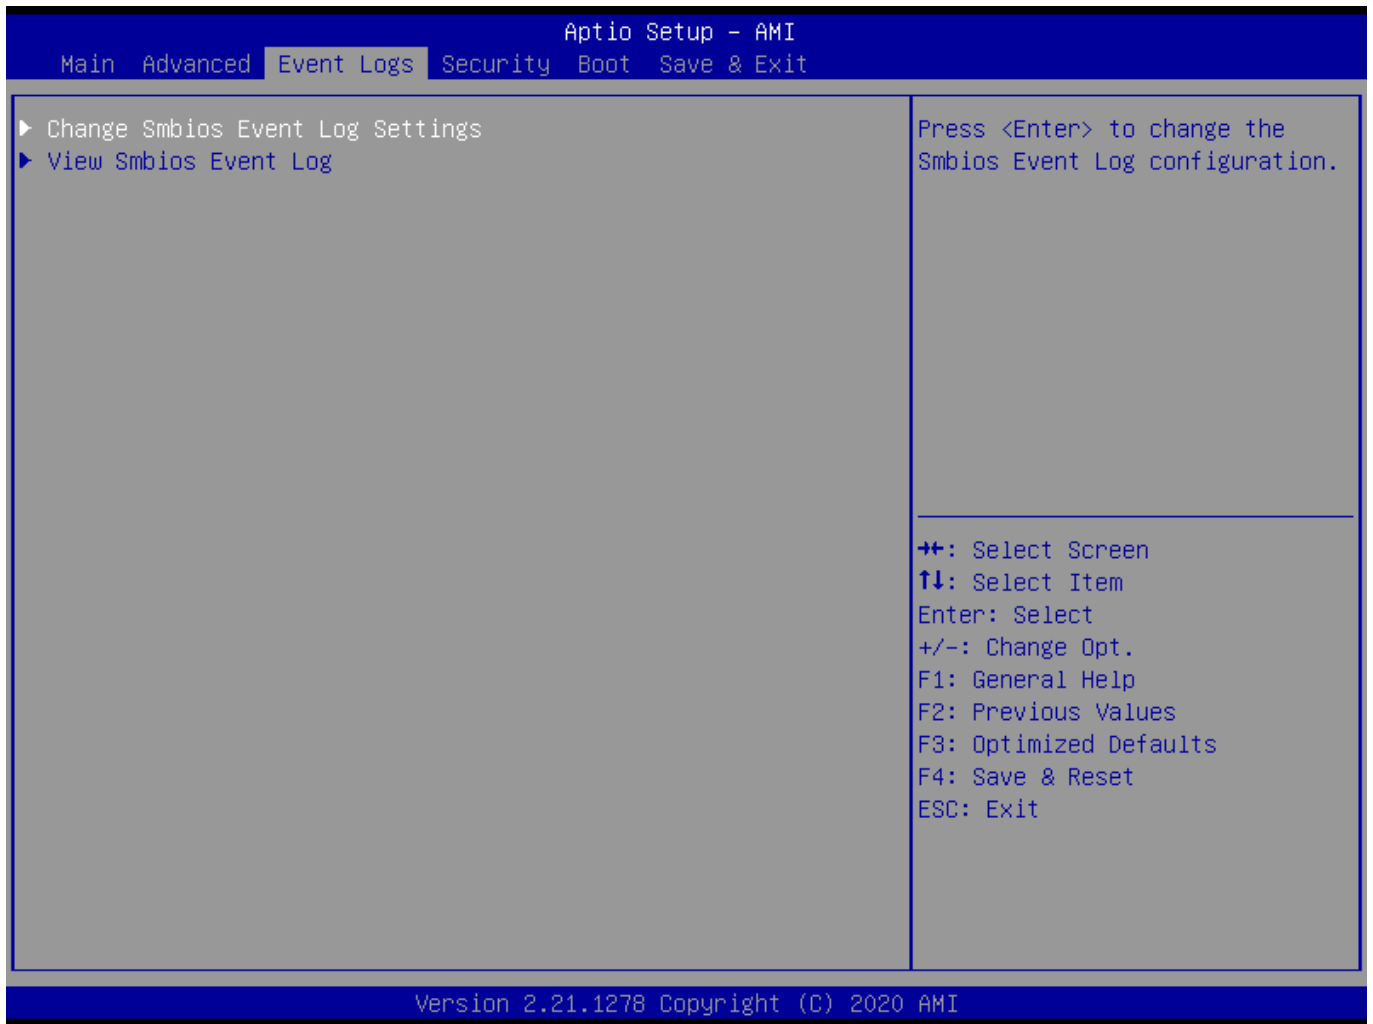 Aptio Setup – AMI
Main Advanced Event Logs Security Boot Save & Exit
▶ Change Smbios Event Log Settings
▶ View Smbios Event Log
Press <Enter> to change the
Smbios Event Log configuration.
→←: Select Screen
↑↓: Select Item
Enter: Select
+/-: Change Opt.
F1: General Help
F2: Previous Values
F3: Optimized Defaults
F4: Save & Reset
ESC: Exit
Version 2.21.1278 Copyright (C) 2020 AMI